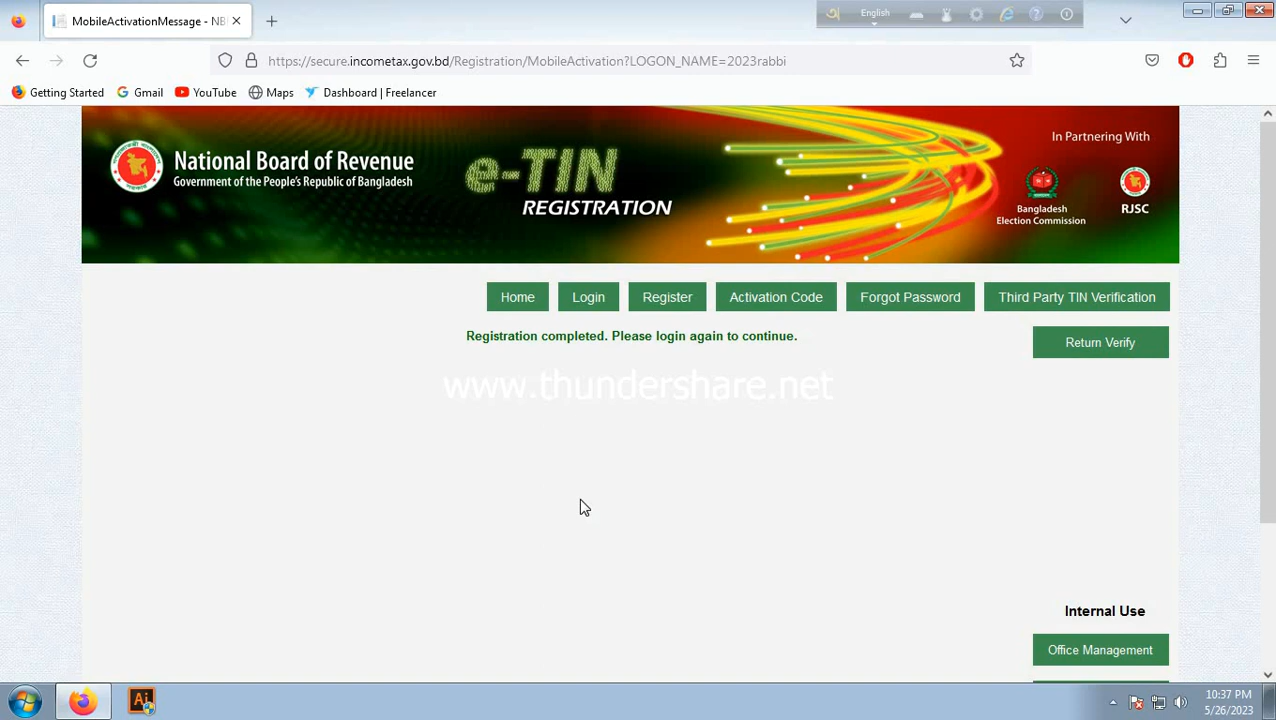 MobileActivationMessage - NB
English
https://secure.incometax.gov.bd/Registration/MobileActivation?LOGON_NAME=2023rabbi
Getting Started
Gmail
YouTube
Maps
Dashboard | Freelancer
In Partnering With
National Board of Revenue
Government of the People's Republic of Bangladesh
e-TIN
REGISTRATION
Bangladesh
Election Commission
RJSC
Home
Login
Register
Activation Code
Forgot Password
Third Party TIN Verification
Registration completed. Please login again to continue.
Return Verify
www.thundershare.net
Internal Use
Office Management
Ai
10:37 PM
5/26/2023